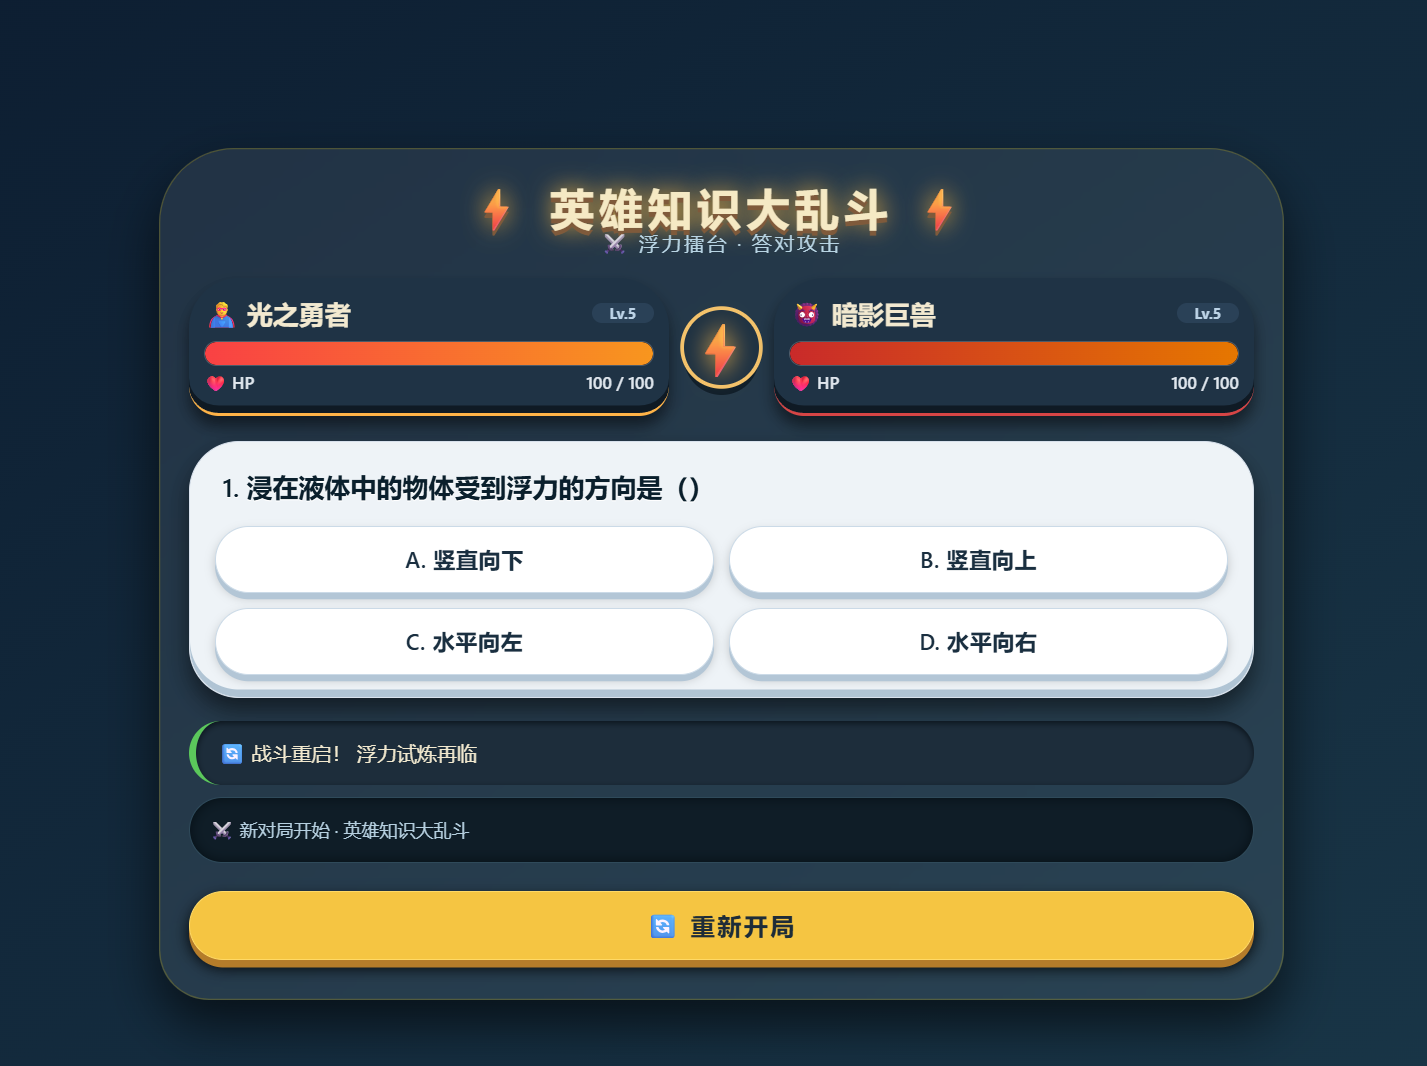 英雄知识大乱斗
浮力擂台 · 答对攻击
光之勇者 Lv.5
HP 100 / 100
暗影巨兽 Lv.5
HP 100 / 100
1. 浸在液体中的物体受到浮力的方向是（）
A. 竖直向下
B. 竖直向上
C. 水平向左
D. 水平向右
战斗重启！ 浮力试炼再临
新对局开始 · 英雄知识大乱斗
重新开局